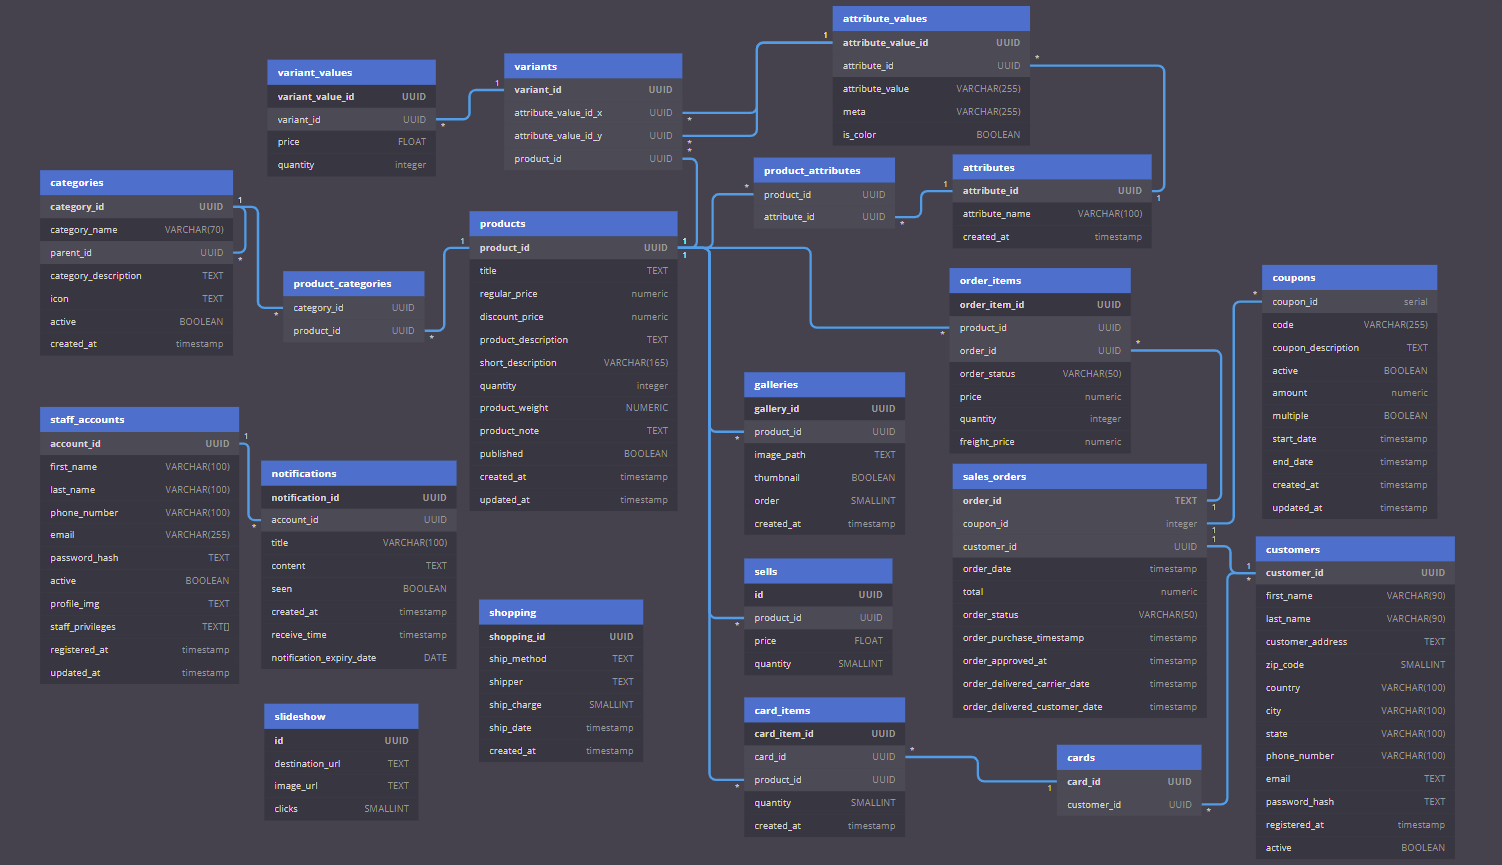 variant_values
variant_value_id UUID
variant_id UUID
price FLOAT
quantity integer
variants
variant_id UUID
attribute_value_id_x UUID
attribute_value_id_y UUID
product_id UUID
attribute_values
attribute_value_id UUID
attribute_id UUID
attribute_value VARCHAR(255)
meta VARCHAR(255)
is_color BOOLEAN
categories
category_id UUID
category_name VARCHAR(70)
parent_id UUID
category_description TEXT
icon TEXT
active BOOLEAN
created_at timestamp
product_categories
category_id UUID
product_id UUID
products
product_id UUID
title TEXT
regular_price numeric
discount_price numeric
product_description TEXT
short_description VARCHAR(165)
quantity integer
product_weight NUMERIC
product_note TEXT
published BOOLEAN
created_at timestamp
updated_at timestamp
product_attributes
product_id UUID
attribute_id UUID
attributes
attribute_id UUID
attribute_name VARCHAR(100)
created_at timestamp
order_items
order_item_id UUID
product_id UUID
order_id UUID
order_status VARCHAR(50)
price numeric
quantity integer
freight_price numeric
coupons
coupon_id serial
code VARCHAR(255)
coupon_description TEXT
active BOOLEAN
amount numeric
multiple BOOLEAN
start_date timestamp
end_date timestamp
created_at timestamp
updated_at timestamp
staff_accounts
account_id UUID
first_name VARCHAR(100)
last_name VARCHAR(100)
phone_number VARCHAR(100)
email VARCHAR(255)
password_hash TEXT
active BOOLEAN
profile_img TEXT
staff_privileges TEXT[]
registered_at timestamp
updated_at timestamp
notifications
notification_id UUID
account_id UUID
title VARCHAR(100)
content TEXT
seen BOOLEAN
created_at timestamp
receive_time timestamp
notification_expiry_date DATE
galleries
gallery_id UUID
product_id UUID
image_path TEXT
thumbnail BOOLEAN
order SMALLINT
created_at timestamp
sales_orders
order_id TEXT
coupon_id integer
customer_id UUID
order_date timestamp
total numeric
order_status VARCHAR(50)
order_purchase_timestamp timestamp
order_approved_at timestamp
order_delivered_carrier_date timestamp
order_delivered_customer_date timestamp
customers
customer_id UUID
first_name VARCHAR(90)
last_name VARCHAR(90)
customer_address TEXT
zip_code SMALLINT
country VARCHAR(100)
city VARCHAR(100)
state VARCHAR(100)
phone_number VARCHAR(100)
email TEXT
password_hash TEXT
registered_at timestamp
active BOOLEAN
sells
id UUID
product_id UUID
price FLOAT
quantity SMALLINT
shopping
shopping_id UUID
ship_method TEXT
shipper TEXT
ship_charge SMALLINT
ship_date timestamp
created_at timestamp
slideshow
id UUID
destination_url TEXT
image_url TEXT
clicks SMALLINT
card_items
card_item_id UUID
card_id UUID
product_id UUID
quantity SMALLINT
created_at timestamp
cards
card_id UUID
customer_id UUID